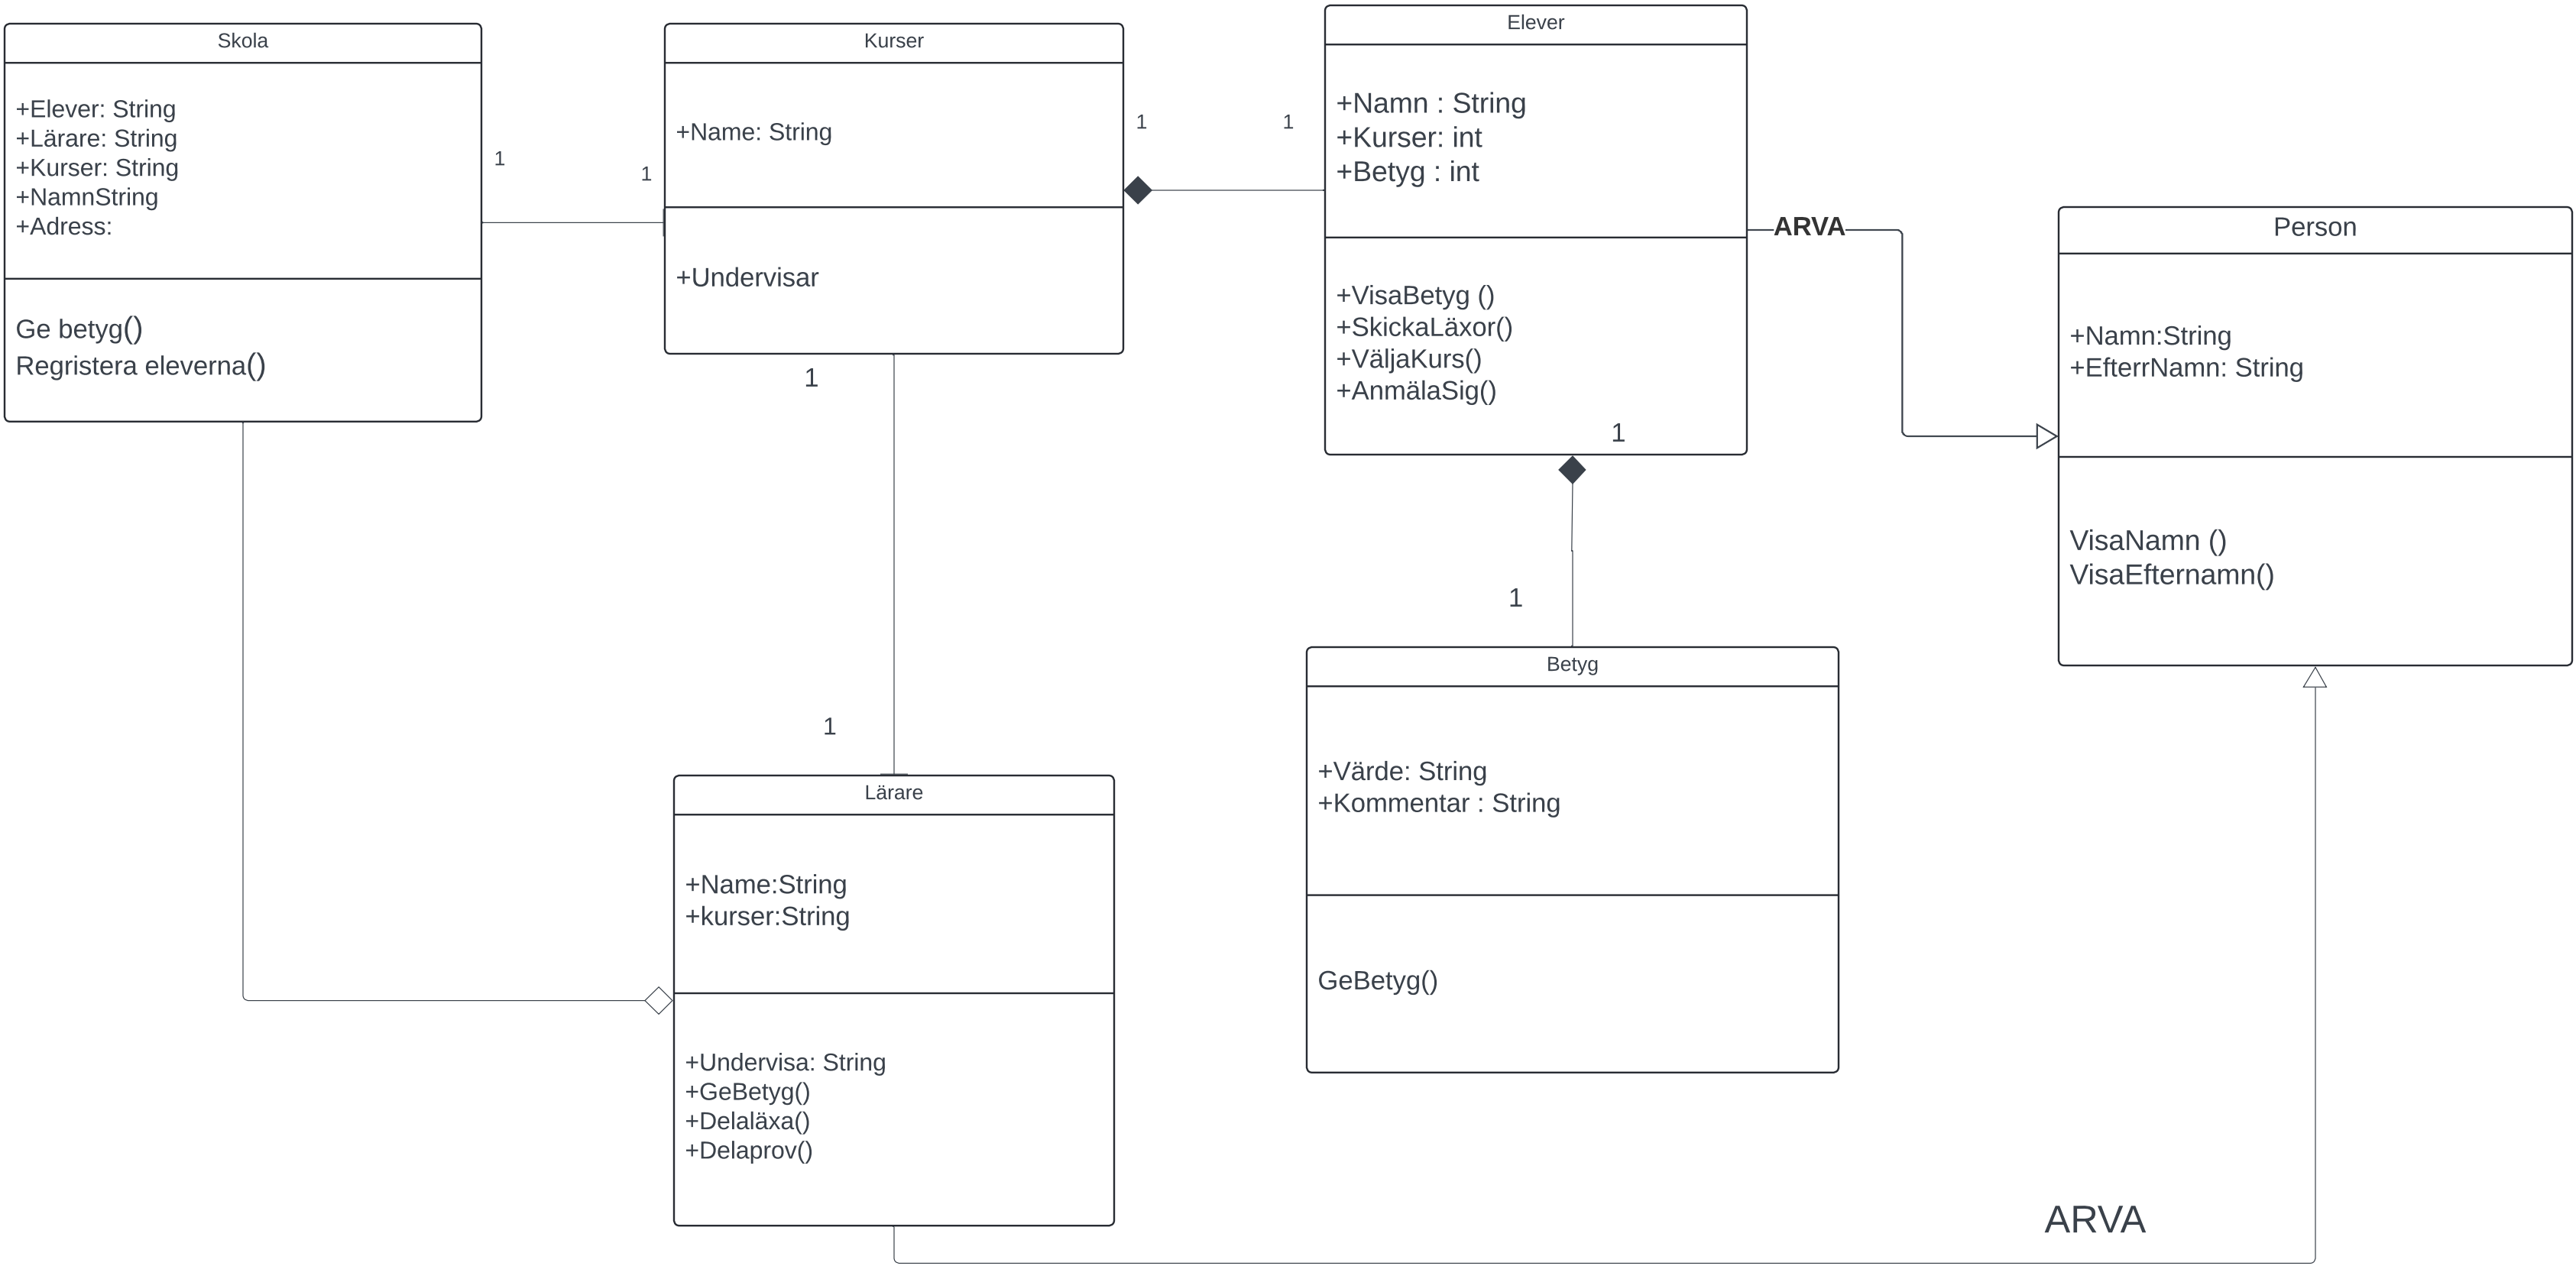 Skola
+Elever: String
+Lärare: String
+Kurser: String
+NamnString
+Adress:
Ge betyg()
Regristera eleverna()
1
1
Kurser
+Name: String
+Undervisar
1
1
Elever
+Namn : String
+Kurser: int
+Betyg : int
+VisaBetyg ()
+SkickaLäxor()
+VäljaKurs()
+AnmälaSig()
1
ARVA
Person
+Namn:String
+EfterrNamn: String
VisaNamn ()
VisaEfternamn()
1
1
1
Lärare
+Name:String
+kurser:String
+Undervisa: String
+GeBetyg()
+Delaläxa()
+Delaprov()
Betyg
+Värde: String
+Kommentar : String
GeBetyg()
ARVA